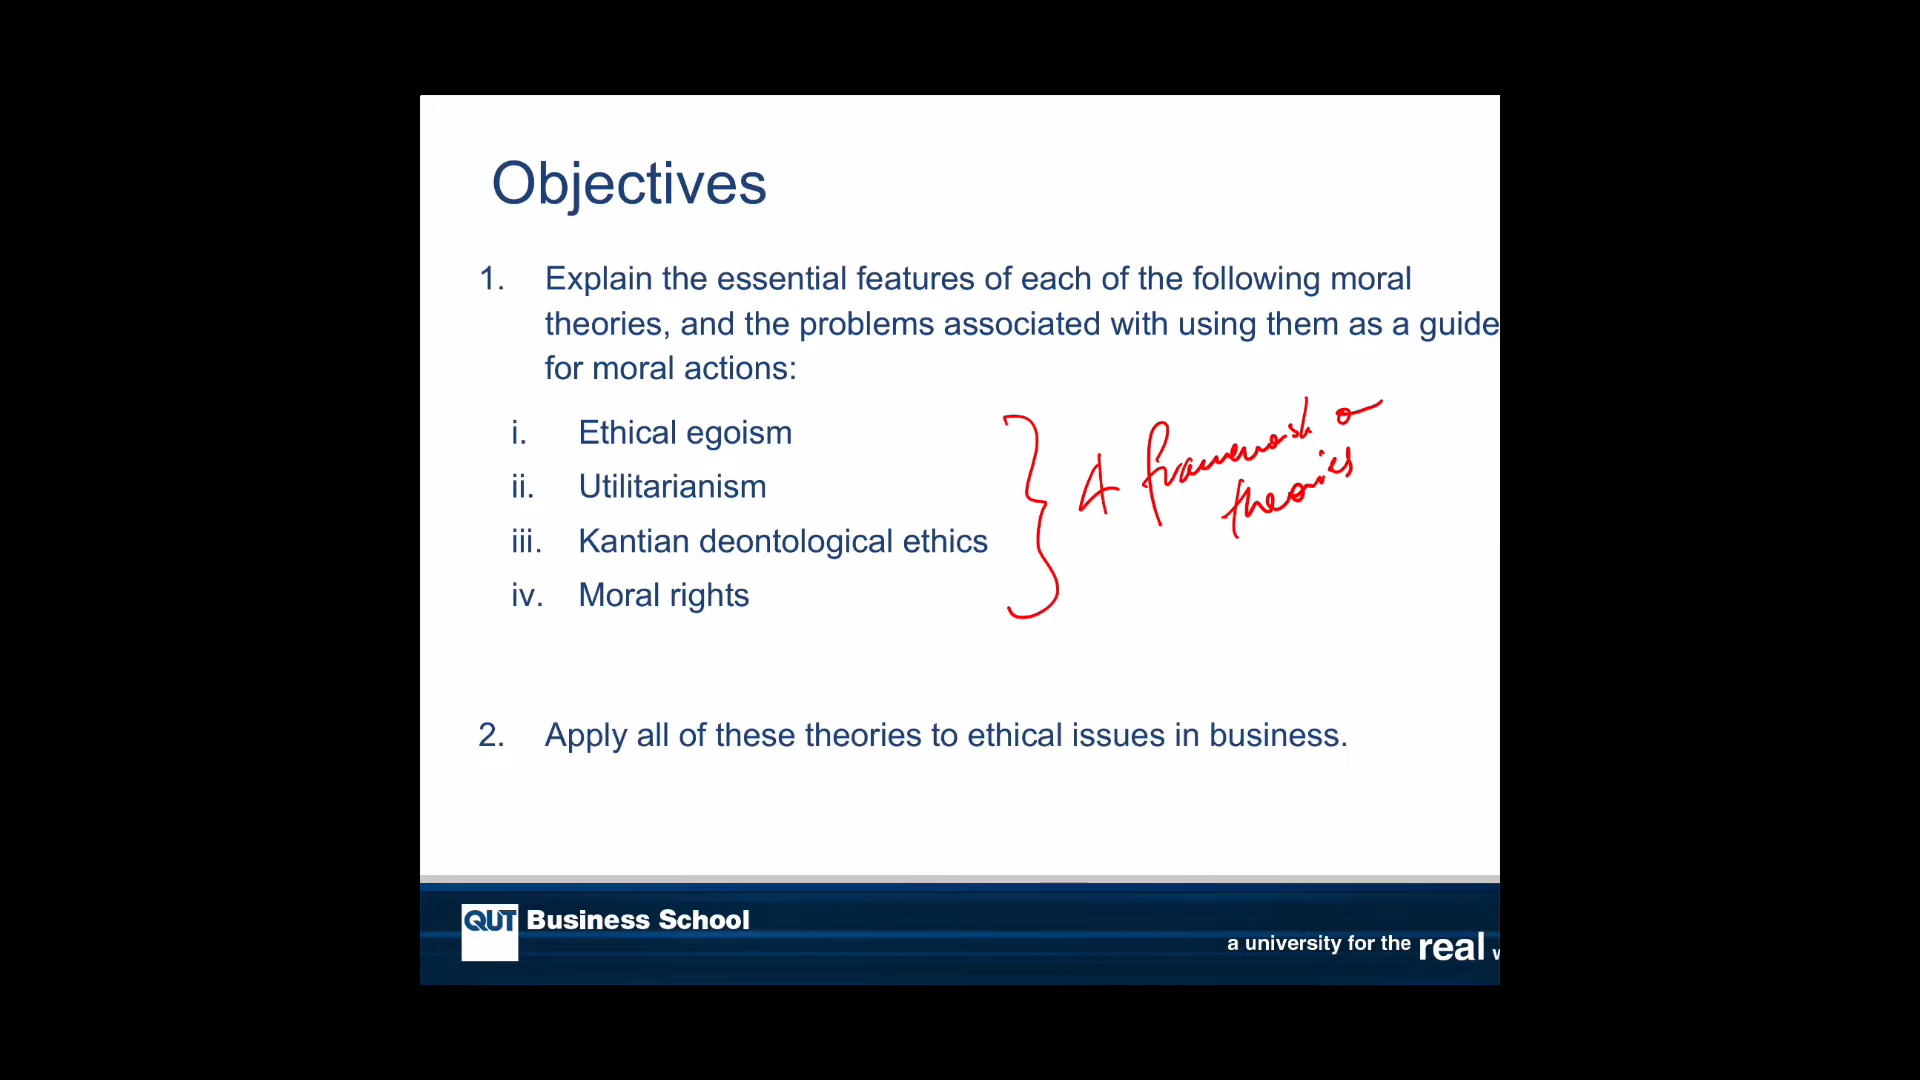 Objectives
1. Explain the essential features of each of the following moral
theories, and the problems associated with using them as a guide
for moral actions:
i. Ethical egoism
ii. Utilitarianism
iii. Kantian deontological ethics
iv. Moral rights
4 framework or
theories
2. Apply all of these theories to ethical issues in business.
QUT Business School
a university for the real w